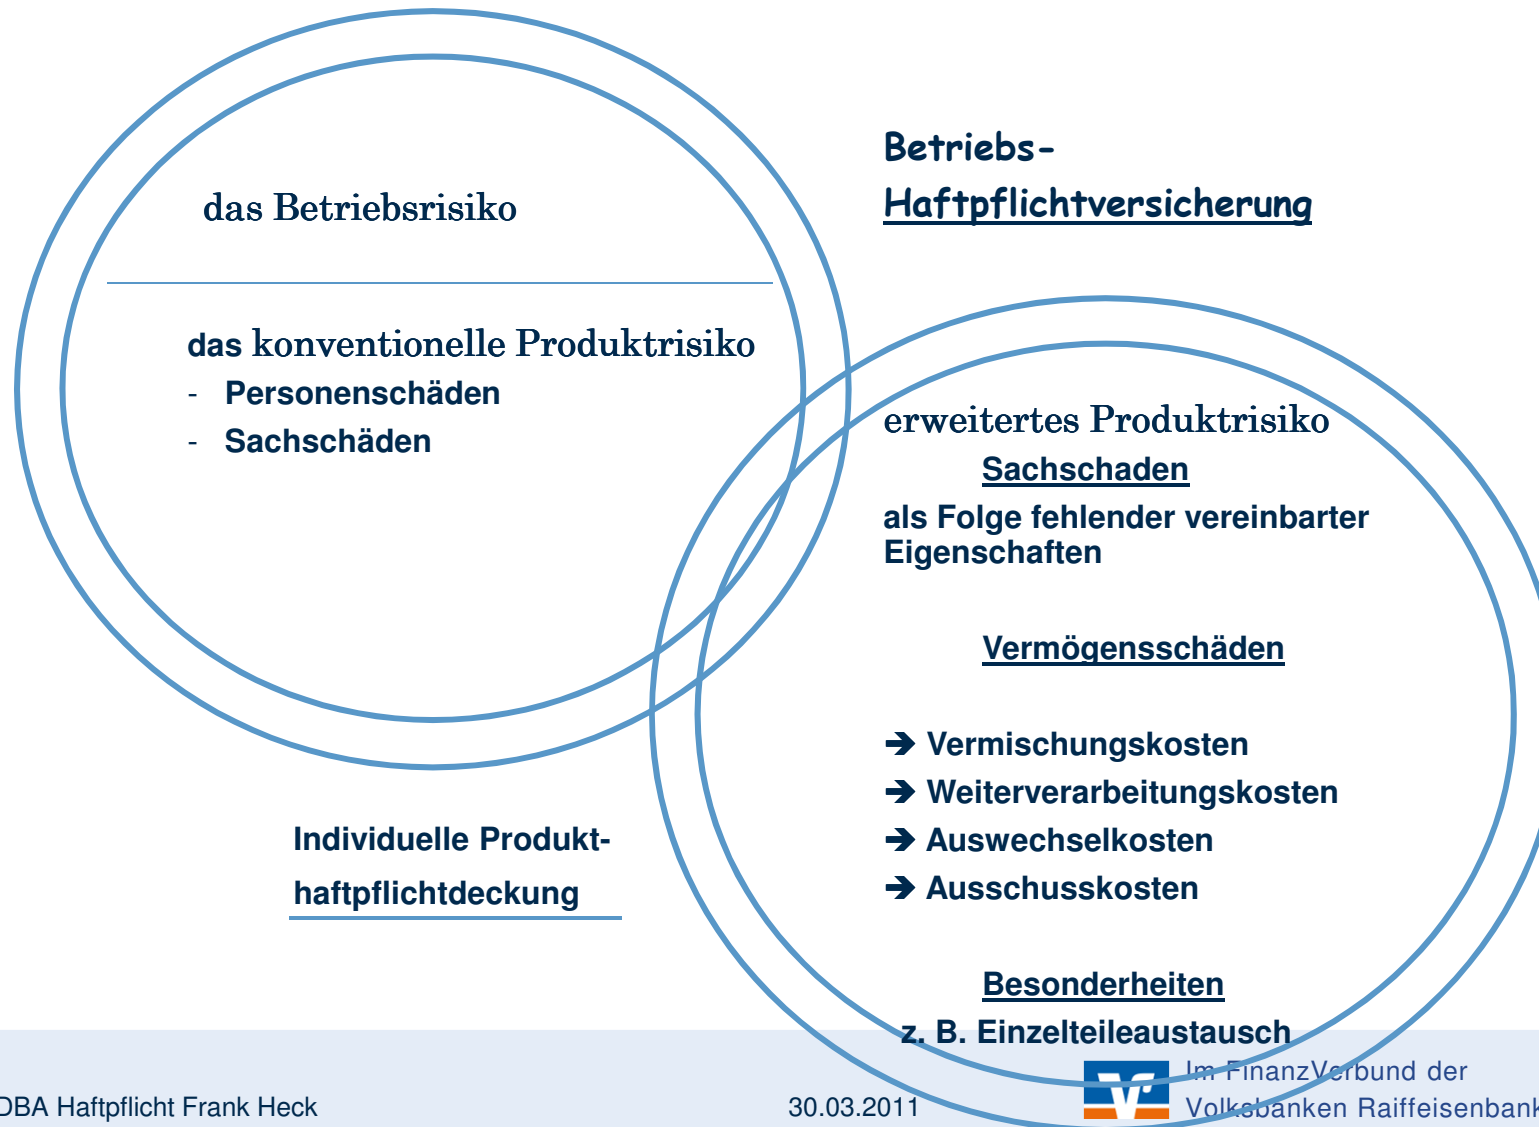 das Betriebsrisiko
das konventionelle Produktrisiko
- Personenschäden
- Sachschäden
Betriebs-
Haftpflichtversicherung
erweitertes Produktrisiko
Sachschaden
als Folge fehlender vereinbarter
Eigenschaften
Vermögensschäden
➔ Vermischungskosten
➔ Weiterverarbeitungskosten
➔ Auswechselkosten
➔ Ausschusskosten
Besonderheiten
z. B. Einzelteileaustausch
Individuelle Produkt-
haftpflichtdeckung
DBA Haftpflicht Frank Heck
30.03.2011
Im FinanzVerbund der
Volksbanken Raiffeisenbank